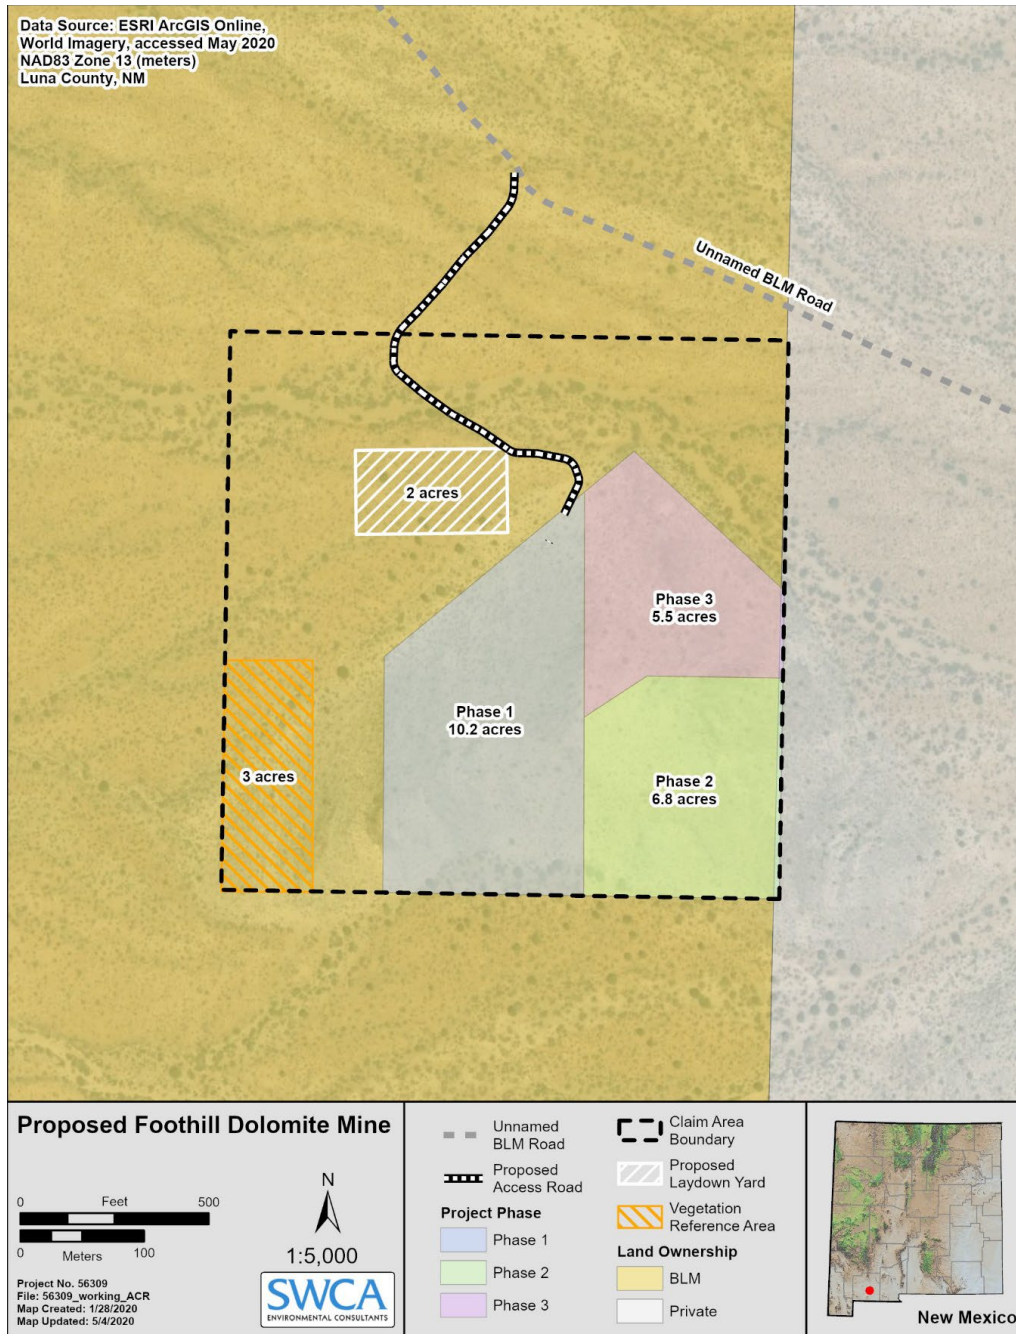 Data Source: ESRI ArcGIS Online,
World Imagery, accessed May 2020
NAD83 Zone 13 (meters)
Luna County, NM
Unnamed BLM Road
2 acres
Phase 3
5.5 acres
Phase 1
10.2 acres
3 acres
Phase 2
6.8 acres
Proposed Foothill Dolomite Mine
0 Feet 500
0 Meters 100
N
1:5,000
Project No. 56309
File: 56309_working_ACR
Map Created: 1/28/2020
Map Updated: 5/4/2020
SWCA
ENVIRONMENTAL CONSULTANTS
Unnamed
BLM Road
Proposed
Access Road
Project Phase
Phase 1
Phase 2
Phase 3
Claim Area
Boundary
Proposed
Laydown Yard
Vegetation
Reference Area
Land Ownership
BLM
Private
New Mexico